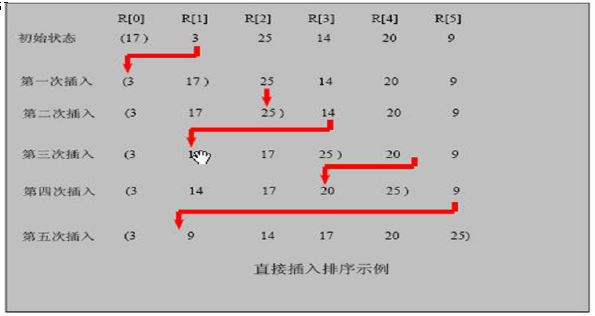 R[0] R[1] R[2] R[3] R[4] R[5]
初始状态 (17) 3 25 14 20 9
第一次插入 (3 17) 25 14 20 9
第二次插入 (3 17 25) 14 20 9
第三次插入 (3 17 25) 20 9
第四次插入 (3 14 17 20 25) 9
第五次插入 (3 9 14 17 20 25)
直接插入排序示例